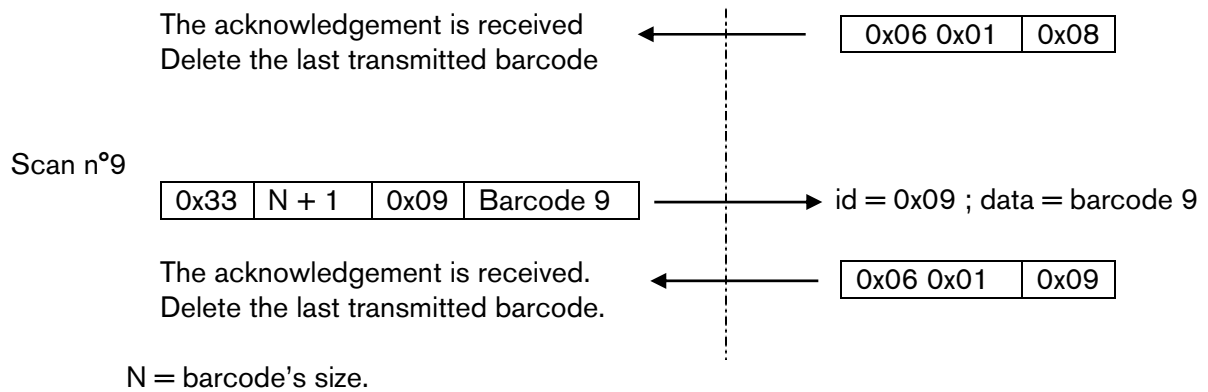 The acknowledgement is received 0x06 0x01 0x08
Delete the last transmitted barcode
Scan n°9
0x33 N + 1 0x09 Barcode 9 id = 0x09 ; data = barcode 9
The acknowledgement is received. 0x06 0x01 0x09
Delete the last transmitted barcode.
N = barcode's size.